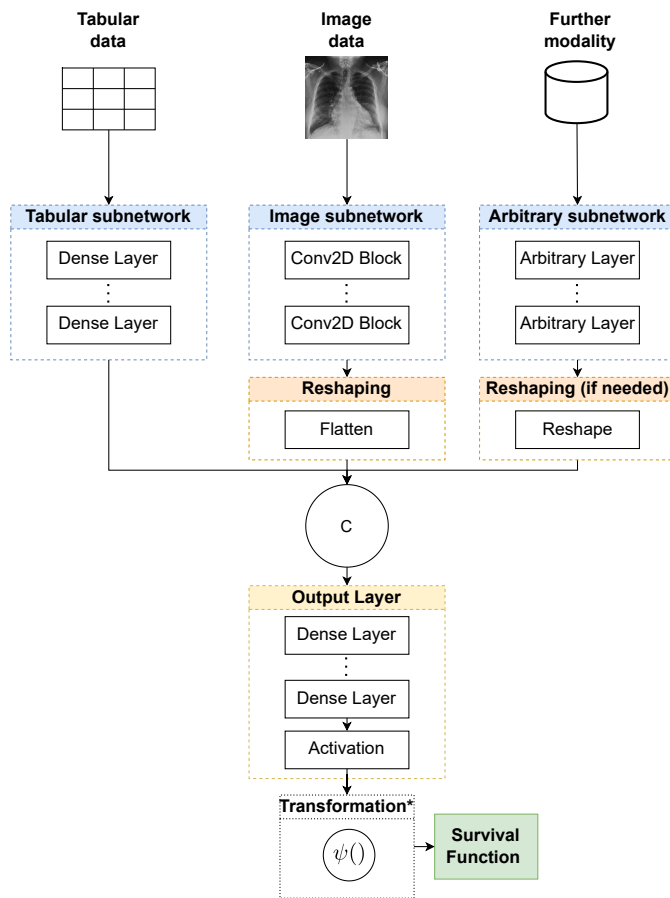 Tabular
data
Image
data
Further
modality
Tabular subnetwork
Dense Layer
Dense Layer
Image subnetwork
Conv2D Block
Conv2D Block
Arbitrary subnetwork
Arbitrary Layer
Arbitrary Layer
Reshaping
Flatten
Reshaping (if needed)
Reshape
C
Output Layer
Dense Layer
Dense Layer
Activation
Transformation*
ψ()
Survival
Function